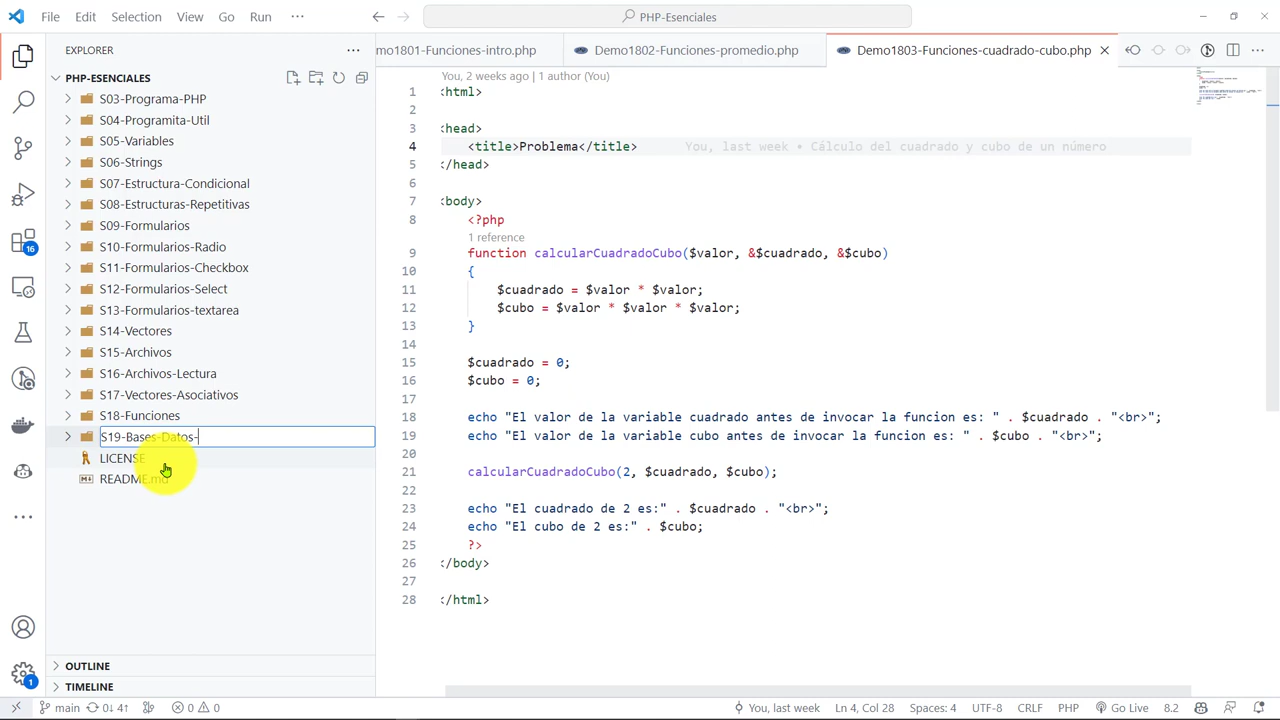 File Edit Selection View Go Run ··· PHP-Esenciales
EXPLORER ···
mo1801-Funciones-intro.php Demo1802-Funciones-promedio.php Demo1803-Funciones-cuadrado-cubo.php
PHP-ESENCIALES
S03-Programa-PHP
S04-Programita-Util
S05-Variables
S06-Strings
S07-Estructura-Condicional
S08-Estructuras-Repetitivas
S09-Formularios
S10-Formularios-Radio
S11-Formularios-Checkbox
S12-Formularios-Select
S13-Formularios-textarea
S14-Vectores
S15-Archivos
S16-Archivos-Lectura
S17-Vectores-Asociativos
S18-Funciones
S19-Bases-Datos-
LICENSE
README.md
OUTLINE
TIMELINE
16
1
You, 2 weeks ago | 1 author (You)
1 <html>
2
3 <head>
4 <title>Problema</title> You, last week • Cálculo del cuadrado y cubo de un número
5 </head>
6
7 <body>
8 <?php
1 reference
9 function calcularCuadradoCubo($valor, &$cuadrado, &$cubo)
10 {
11 $cuadrado = $valor * $valor;
12 $cubo = $valor * $valor * $valor;
13 }
14
15 $cuadrado = 0;
16 $cubo = 0;
17
18 echo "El valor de la variable cuadrado antes de invocar la funcion es: " . $cuadrado . "<br>";
19 echo "El valor de la variable cubo antes de invocar la funcion es: " . $cubo . "<br>";
20
21 calcularCuadradoCubo(2, $cuadrado, $cubo);
22
23 echo "El cuadrado de 2 es:" . $cuadrado . "<br>";
24 echo "El cubo de 2 es:" . $cubo;
25 ?>
26 </body>
27
28 </html>
main 0↓ 4↑ 0 0 You, last week Ln 4, Col 28 Spaces: 4 UTF-8 CRLF PHP Go Live 8.2